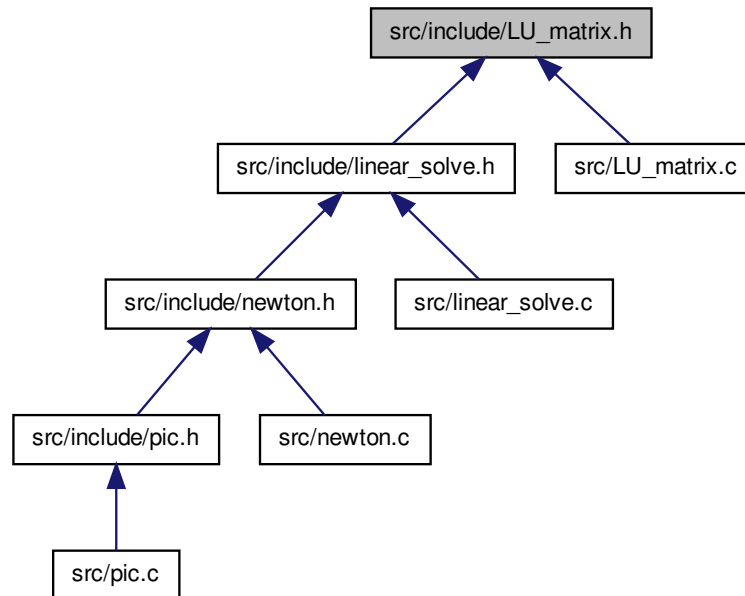 src/include/LU_matrix.h
src/include/linear_solve.h
src/LU_matrix.c
src/include/newton.h
src/linear_solve.c
src/include/pic.h
src/newton.c
src/pic.c